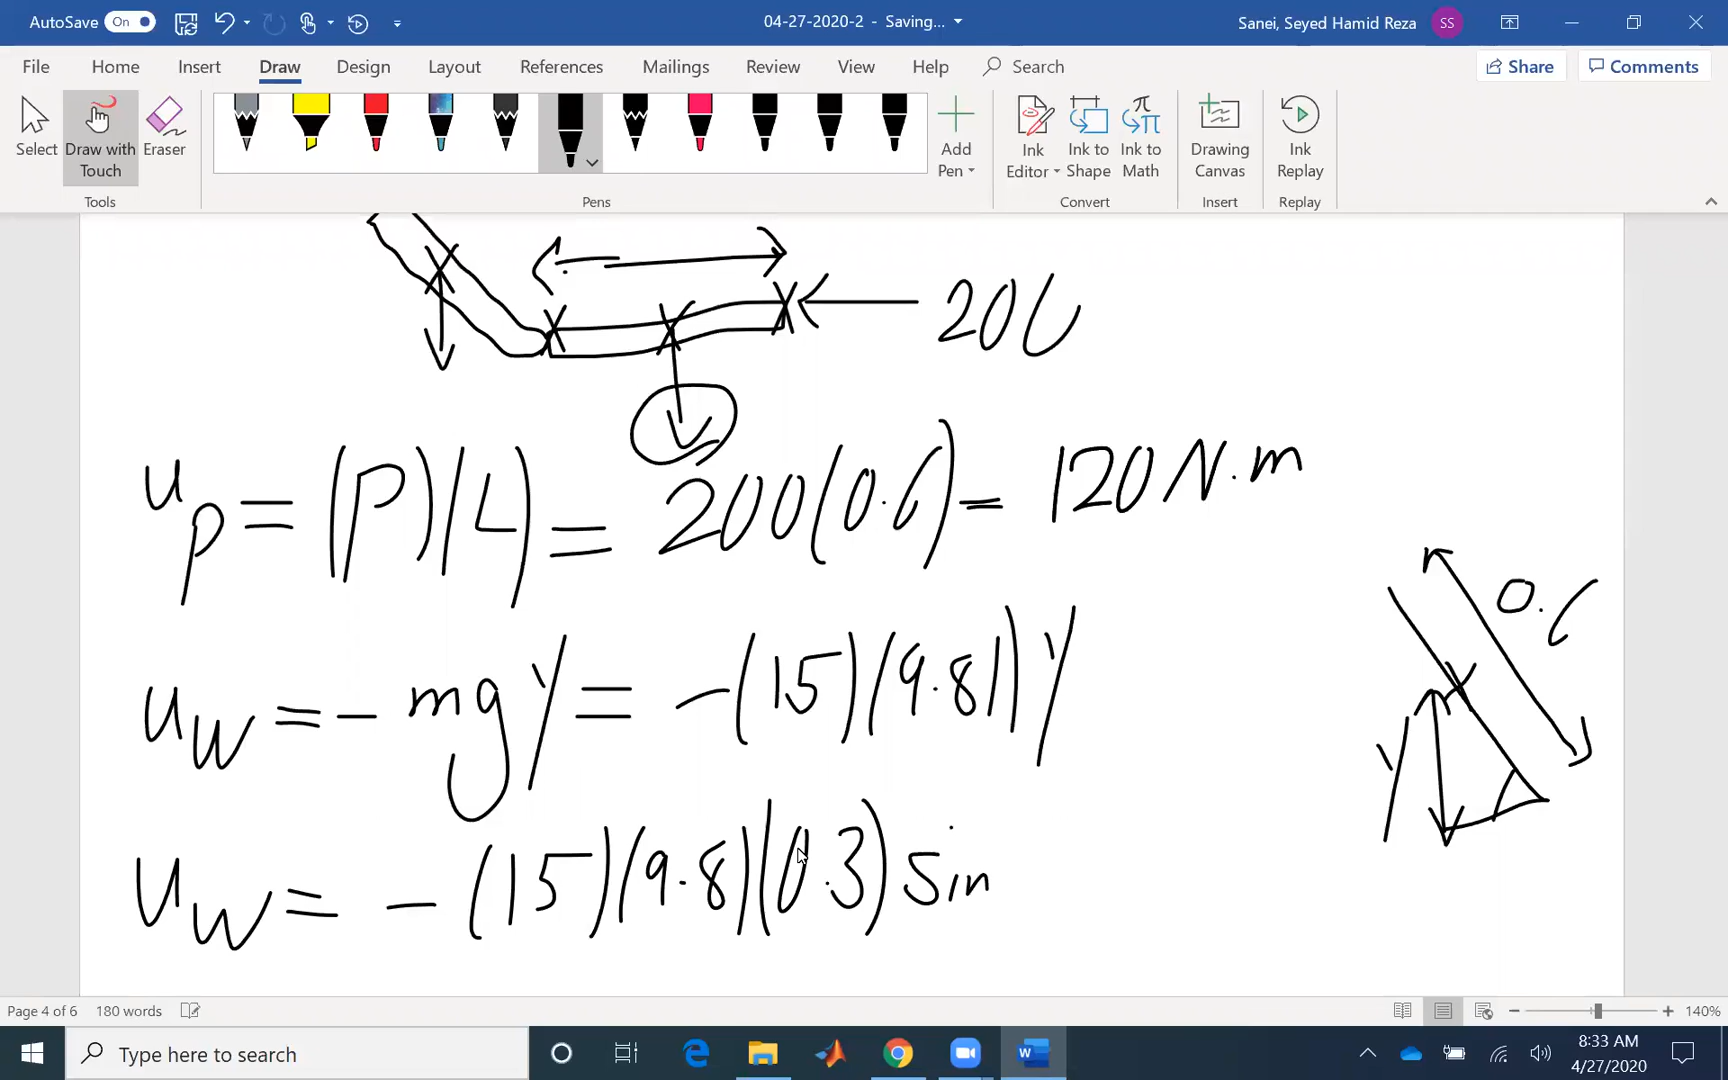 AutoSave On 04-27-2020-2 - Saving... Sanei, Seyed Hamid Reza SS
File Home Insert Draw Design Layout References Mailings Review View Help Search Share Comments
Select Draw with Touch Eraser Add Pen Ink Editor Ink to Shape Ink to Math Drawing Canvas Ink Replay
Tools Pens Convert Insert Replay
u_P = (P)(L) = 200(0.6) = 120 N.m
0.6
u_W = - mgy = -(15)(9.81)y
y
u_W = -(15)(9.8)(0.3) Sin
Page 4 of 6 180 words 140%
Type here to search
8:33 AM
4/27/2020